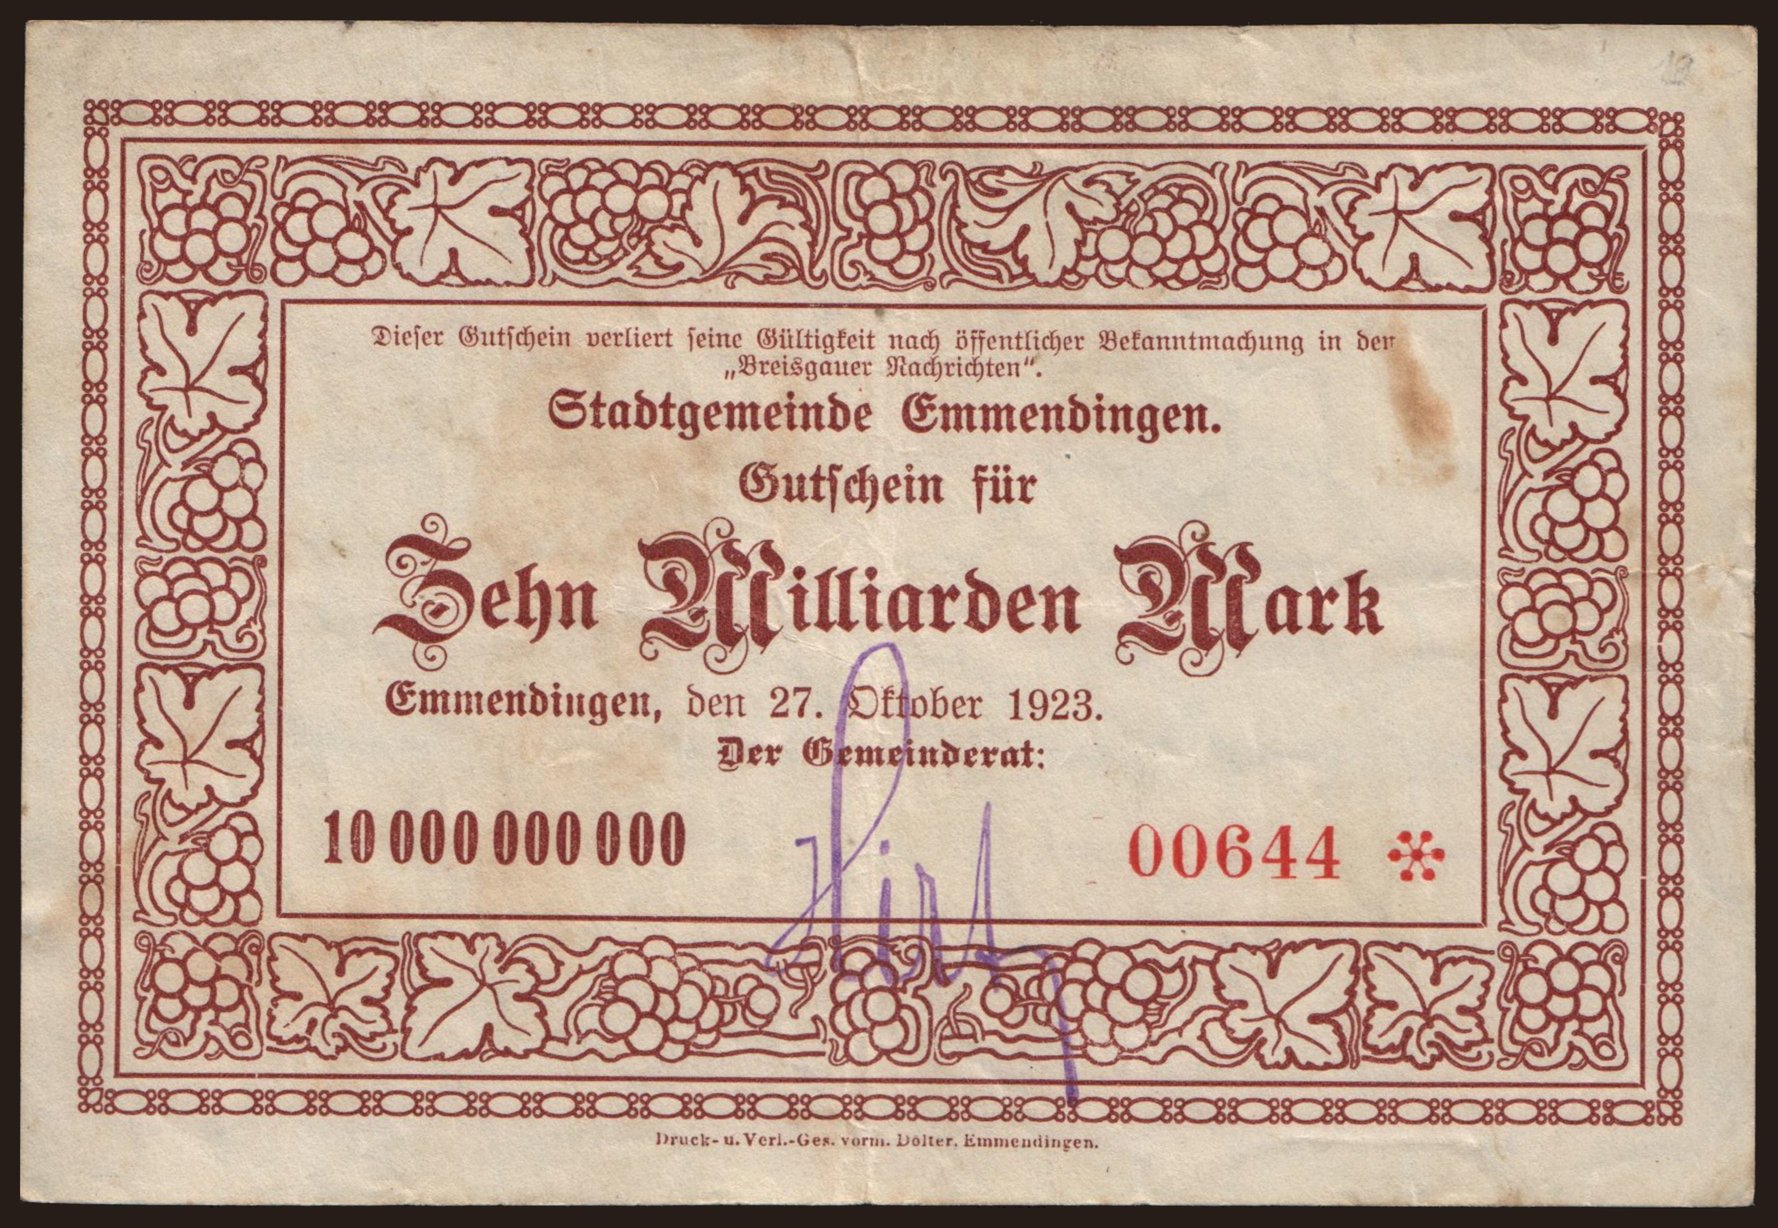 Dieser Gutschein verliert seine Gültigkeit nach öffentlicher Bekanntmachung in den
„Breisgauer Nachrichten“.
Stadtgemeinde Emmendingen.
Gutschein für
Zehn Milliarden Mark
Emmendingen, den 27. Oktober 1923.
Der Gemeinderat:
10 000 000 000
00644 *
Druck- u. Verl.-Ges. vorm. Dölter, Emmendingen.